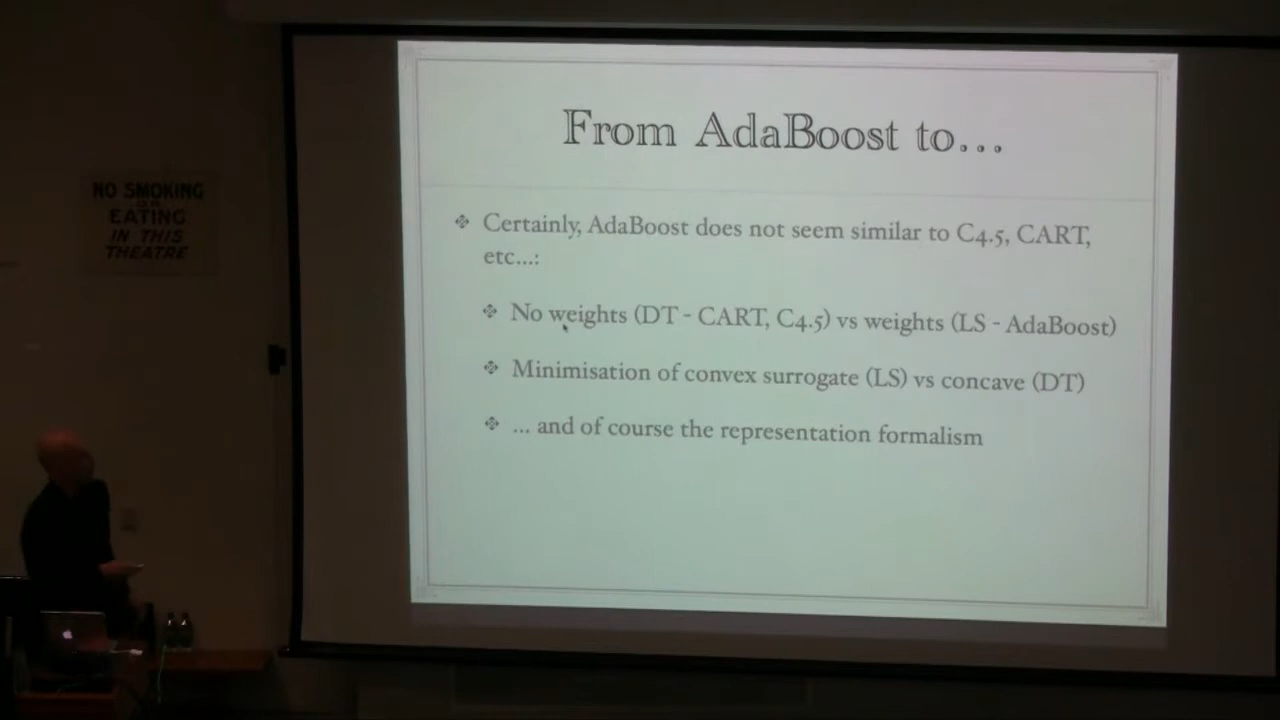 NO SMOKING
OR
EATING
IN THIS
THEATRE
From AdaBoost to...
Certainly, AdaBoost does not seem similar to C4.5, CART,
etc...:
No weights (DT - CART, C4.5) vs weights (LS - AdaBoost)
Minimisation of convex surrogate (LS) vs concave (DT)
... and of course the representation formalism